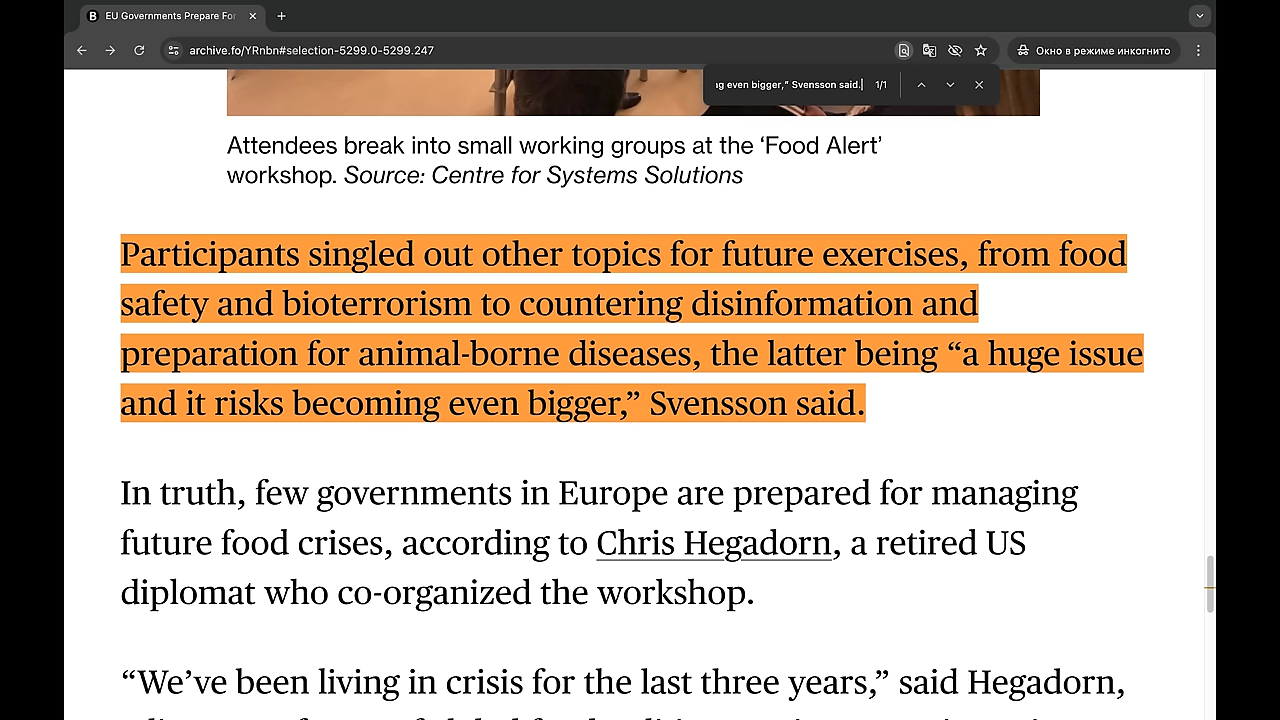 EU Governments Prepare For
archive.fo/YRnbn#selection-5299.0-5299.247
Окно в режиме инкогнито
ng even bigger,” Svensson said. 1/1
Attendees break into small working groups at the ‘Food Alert’
workshop. Source: Centre for Systems Solutions
Participants singled out other topics for future exercises, from food
safety and bioterrorism to countering disinformation and
preparation for animal-borne diseases, the latter being “a huge issue
and it risks becoming even bigger,” Svensson said.
In truth, few governments in Europe are prepared for managing
future food crises, according to Chris Hegadorn, a retired US
diplomat who co-organized the workshop.
“We’ve been living in crisis for the last three years,” said Hegadorn,